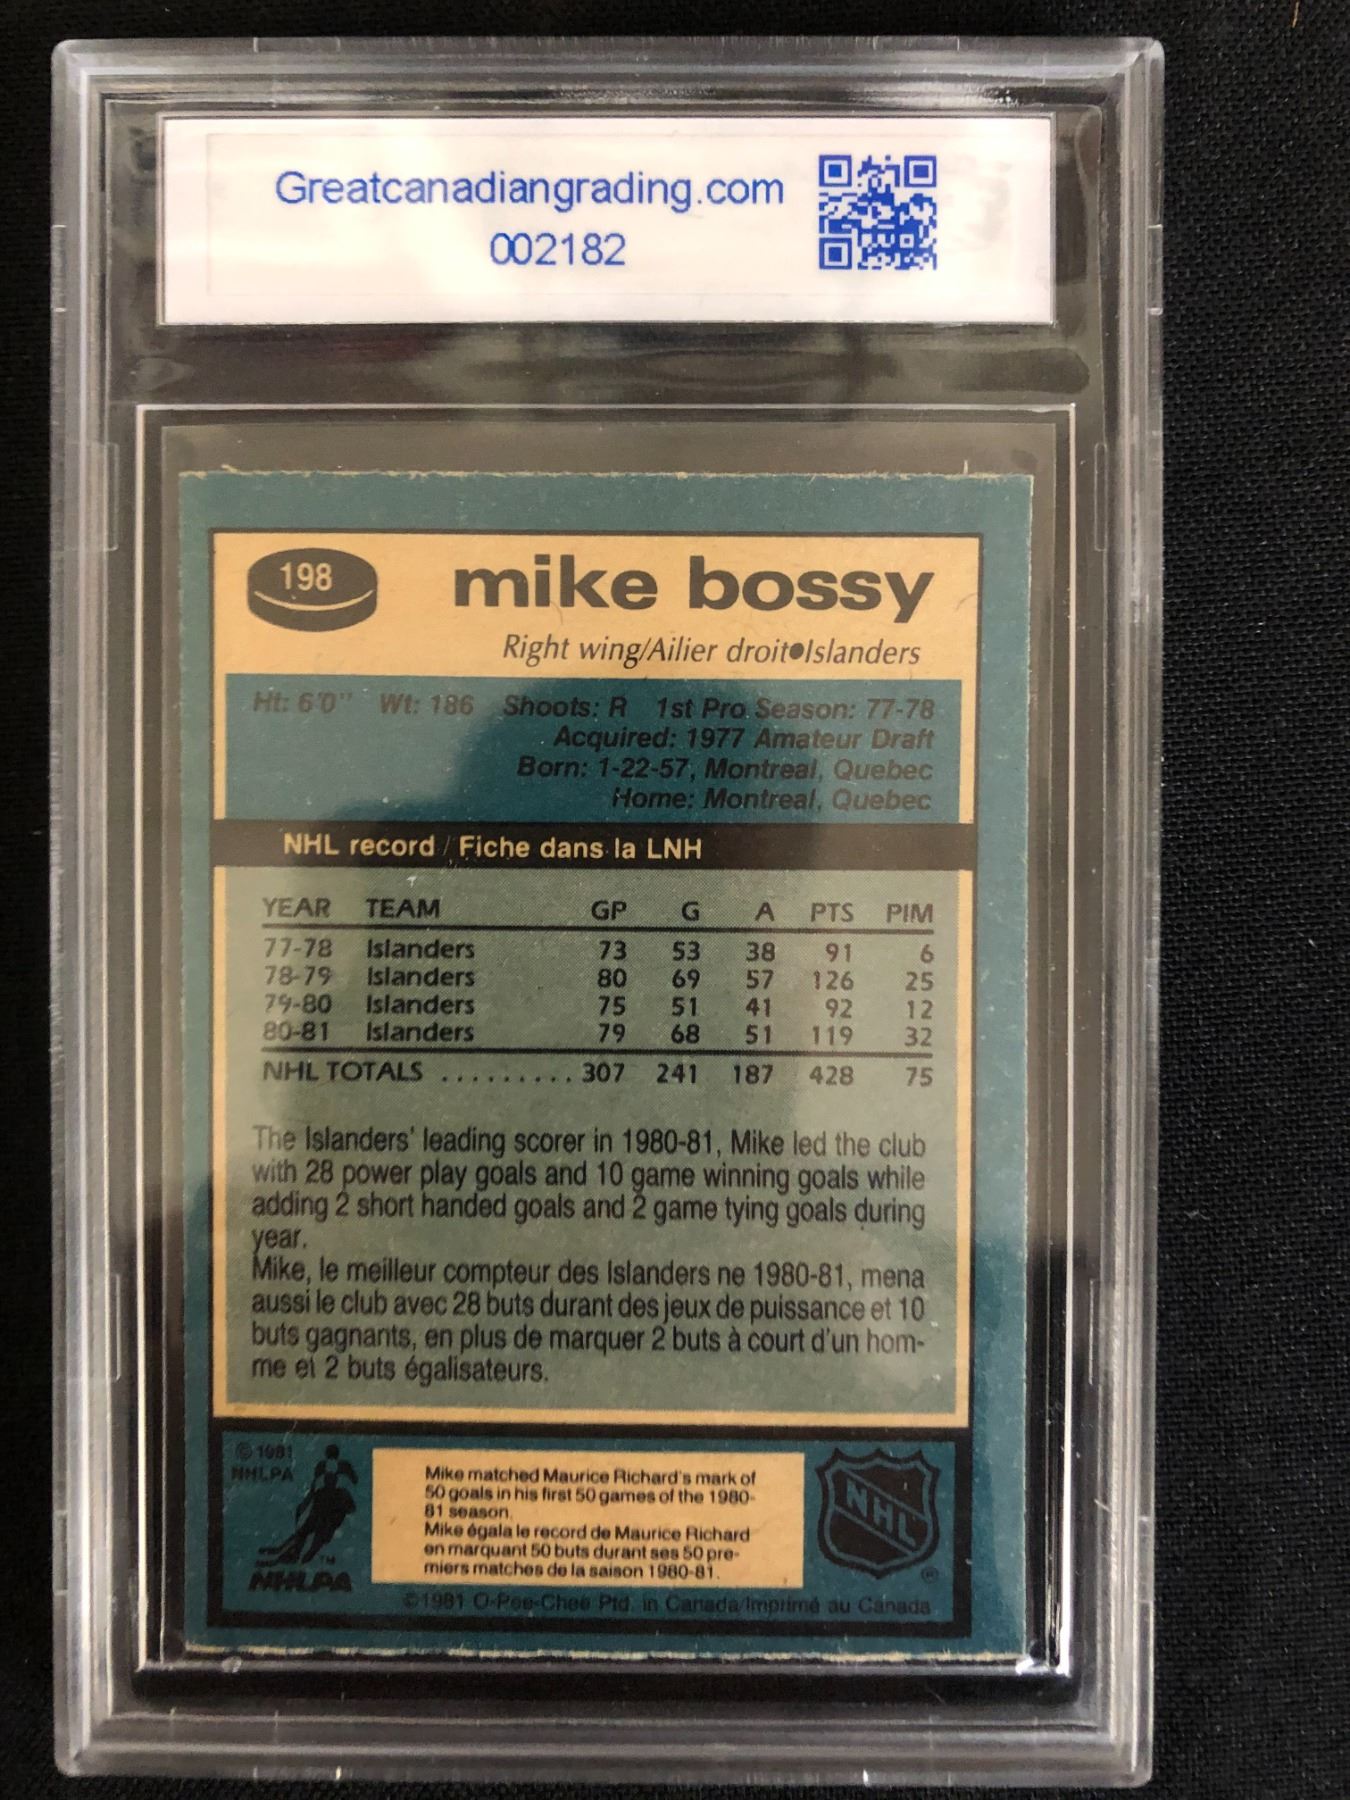 Greatcanadiangrading.com
002182
198
mike bossy
Right wing/Ailier droit●Islanders
Ht: 6'0" Wt: 186 Shoots: R 1st Pro Season: 77-78
Acquired: 1977 Amateur Draft
Born: 1-22-57, Montreal, Quebec
Home: Montreal, Quebec
NHL record / Fiche dans la LNH
YEAR TEAM GP G A PTS PIM
77-78 Islanders 73 53 38 91 6
78-79 Islanders 80 69 57 126 25
79-80 Islanders 75 51 41 92 12
80-81 Islanders 79 68 51 119 32
NHL TOTALS .......... 307 241 187 428 75
The Islanders' leading scorer in 1980-81, Mike led the club
with 28 power play goals and 10 game winning goals while
adding 2 short handed goals and 2 game tying goals during
year.
Mike, le meilleur compteur des Islanders ne 1980-81, mena
aussi le club avec 28 buts durant des jeux de puissance et 10
buts gagnants, en plus de marquer 2 buts à court d'un hom-
me et 2 buts égalisateurs.
© 1981
NHLPA
TM
NHLPA
Mike matched Maurice Richard's mark of
50 goals in his first 50 games of the 1980-
81 season.
Mike égala le record de Maurice Richard
en marquant 50 buts durant ses 50 pre-
miers matches de la saison 1980-81.
NHL
®
©1981 O-Pee-Chee Ptd. in Canada/Imprimé au Canada